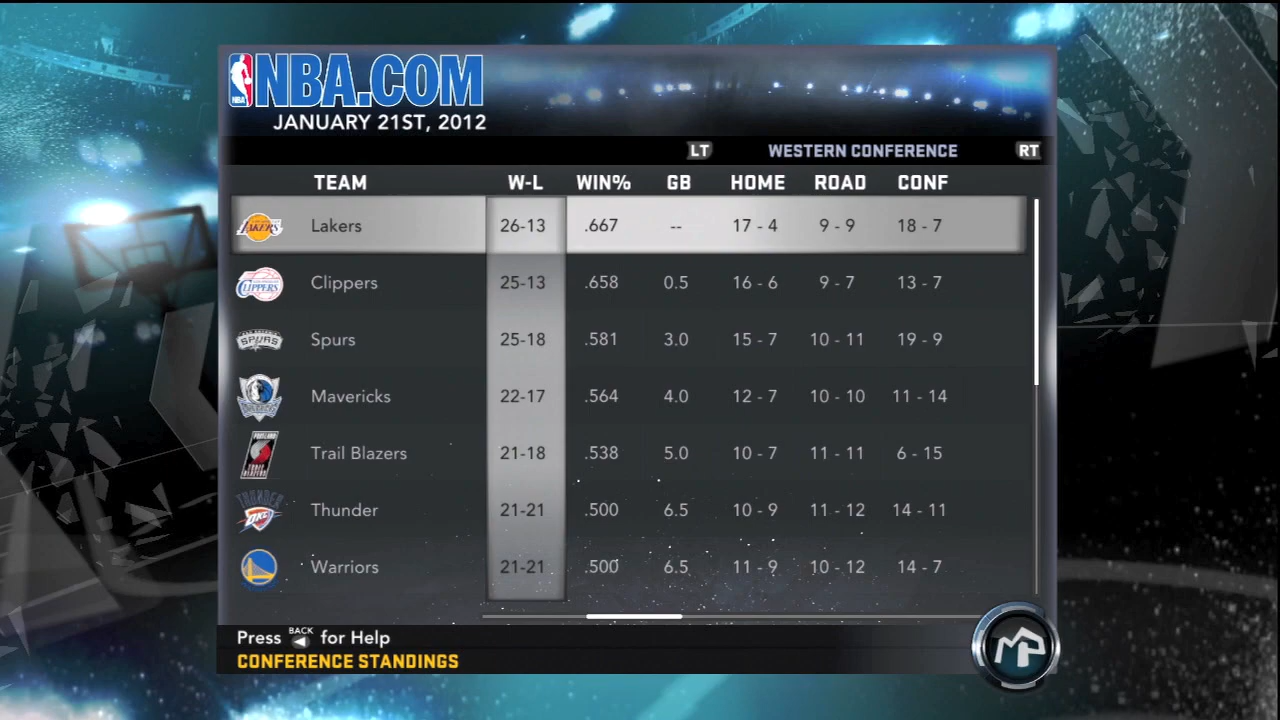 NBA.COM
JANUARY 21ST, 2012
LT WESTERN CONFERENCE RT
TEAM W-L WIN% GB HOME ROAD CONF
Lakers 26-13 .667 -- 17 - 4 9 - 9 18 - 7
Clippers 25-13 .658 0.5 16 - 6 9 - 7 13 - 7
Spurs 25-18 .581 3.0 15 - 7 10 - 11 19 - 9
Mavericks 22-17 .564 4.0 12 - 7 10 - 10 11 - 14
Trail Blazers 21-18 .538 5.0 10 - 7 11 - 11 6 - 15
Thunder 21-21 .500 6.5 10 - 9 11 - 12 14 - 11
Warriors 21-21 .500 6.5 11 - 9 10 - 12 14 - 7
Press BACK for Help
CONFERENCE STANDINGS